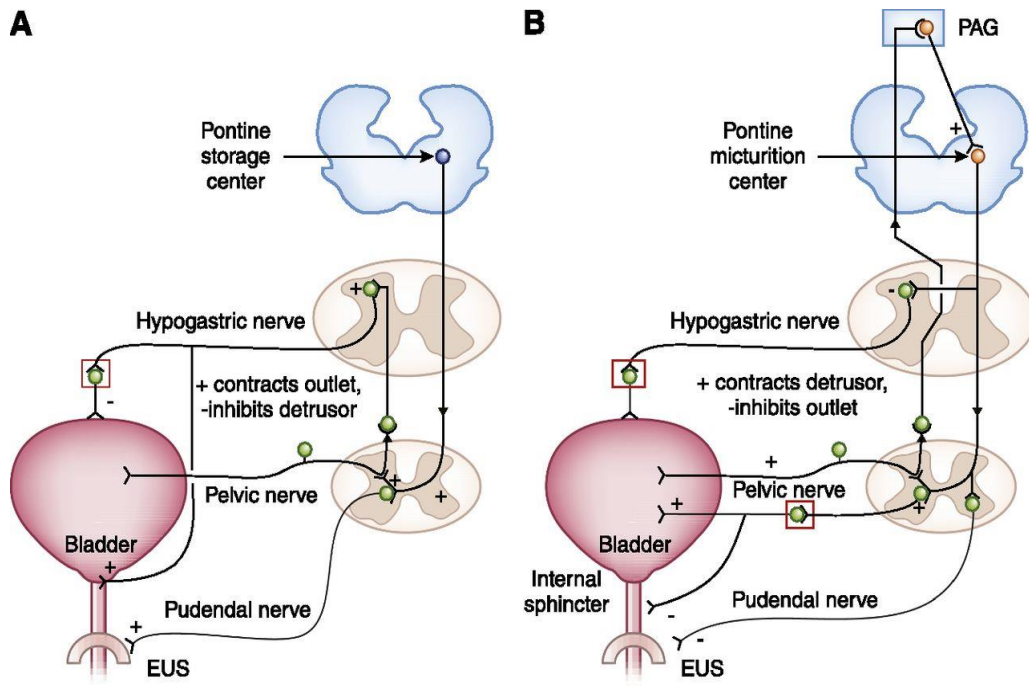 A
Pontine
storage
center
+
Hypogastric nerve
-
+ contracts outlet,
-inhibits detrusor
+
+
Pelvic nerve
Bladder
+
Pudendal nerve
+
EUS
B
PAG
+
Pontine
micturition
center
-
Hypogastric nerve
+ contracts detrusor,
-inhibits outlet
+
Pelvic nerve
+
+
Bladder
Internal
sphincter
-
Pudendal nerve
-
EUS